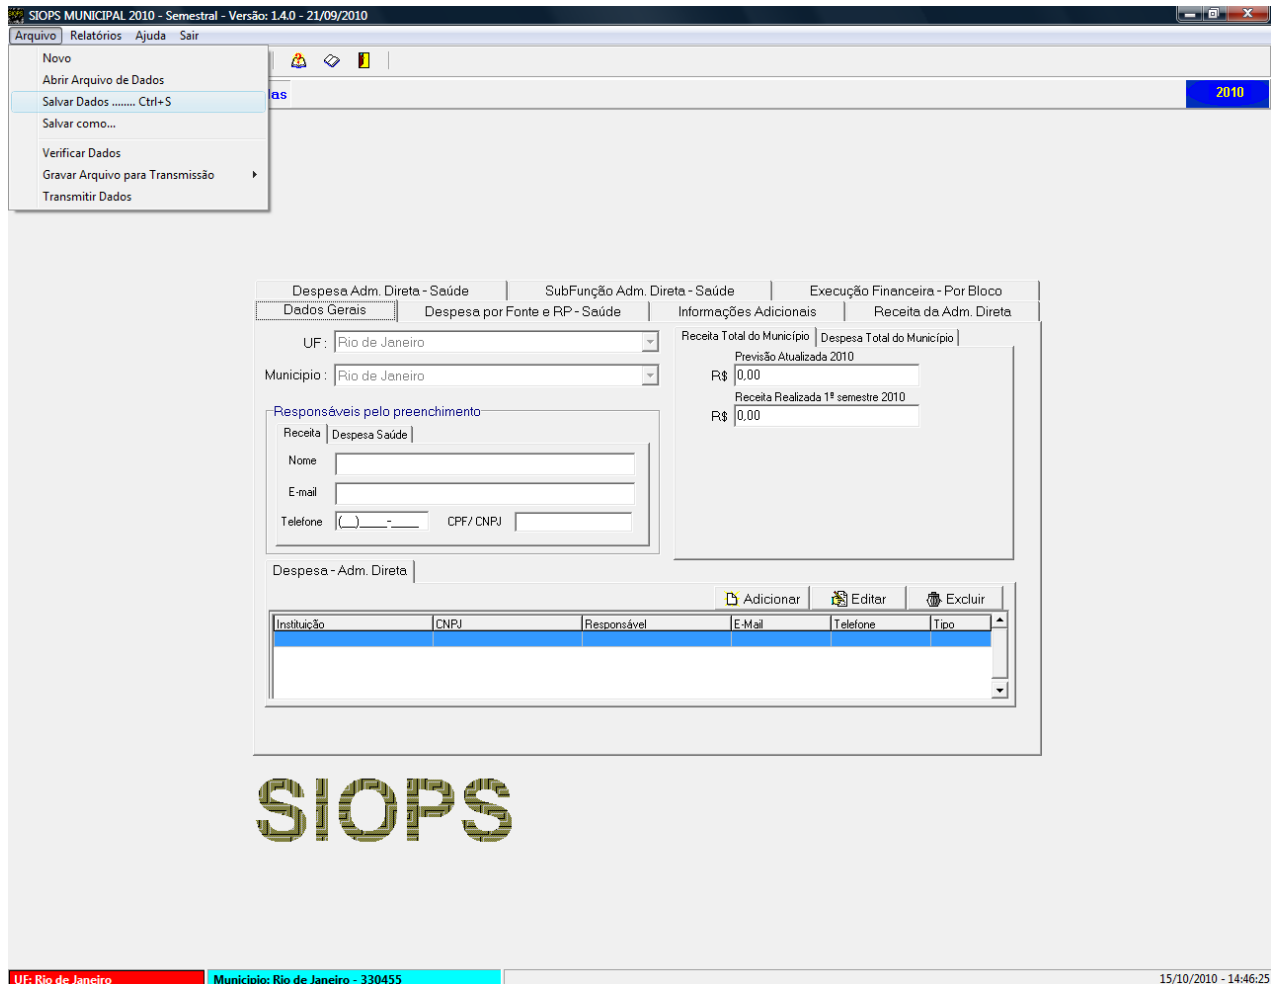 SIOPS MUNICIPAL 2010 - Semestral - Versão: 1.4.0 - 21/09/2010
Arquivo Relatórios Ajuda Sair
Novo
Abrir Arquivo de Dados
Salvar Dados ........ Ctrl+S
Salvar como...
Verificar Dados
Gravar Arquivo para Transmissão
Transmitir Dados
das
2010
Despesa Adm. Direta - Saúde SubFunção Adm. Direta - Saúde Execução Financeira - Por Bloco
Dados Gerais Despesa por Fonte e RP - Saúde Informações Adicionais Receita da Adm. Direta
UF: Rio de Janeiro
Municipio: Rio de Janeiro
Receita Total do Município Despesa Total do Município
Previsão Atualizada 2010
R$ 0,00
Receita Realizada 1º semestre 2010
R$ 0,00
Responsáveis pelo preenchimento
Receita Despesa Saúde
Nome
E-mail
Telefone (__)____-____ CPF/ CNPJ
Despesa - Adm. Direta
Adicionar Editar Excluir
Instituição CNPJ Responsável E-Mail Telefone Tipo
SIOPS
UF: Rio de Janeiro Municipio: Rio de Janeiro - 330455 15/10/2010 - 14:46:25